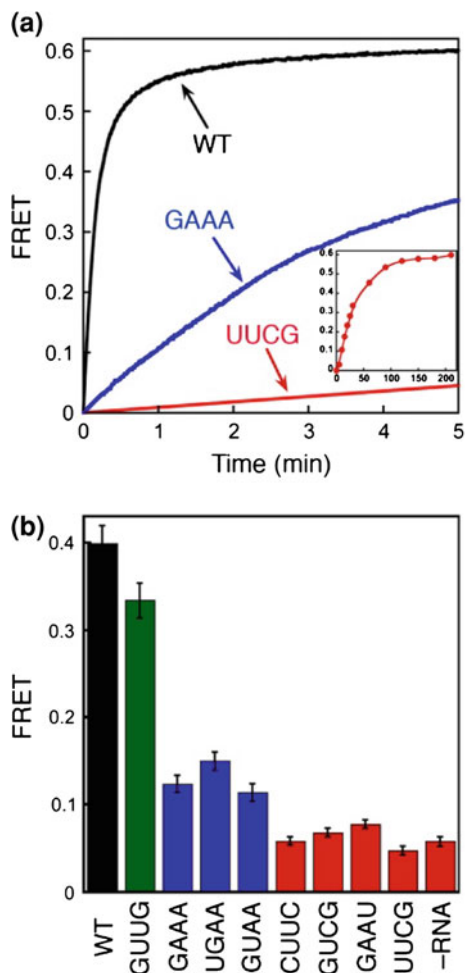 (a)
0.6
0.5
0.4
0.3
0.2
0.1
0
FRET
WT
GAAA
UUCG
0.6
0.5
0.4
0.3
0.2
0.1
0.0
0 50 100 150 200
0 1 2 3 4 5
Time (min)
(b)
0.4
0.3
0.2
0.1
0
FRET
WT
GUUG
GAAA
UGAA
GUAA
CUUC
GUCG
GAAU
UUCG
–RNA